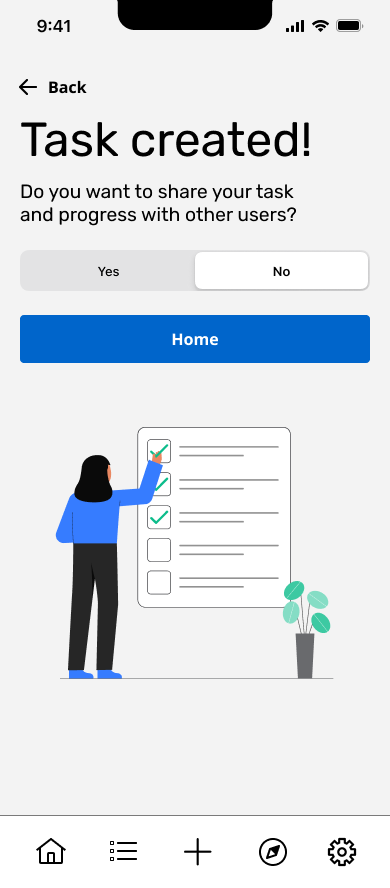 9:41
Back
Task created!
Do you want to share your task
and progress with other users?
Yes
No
Home